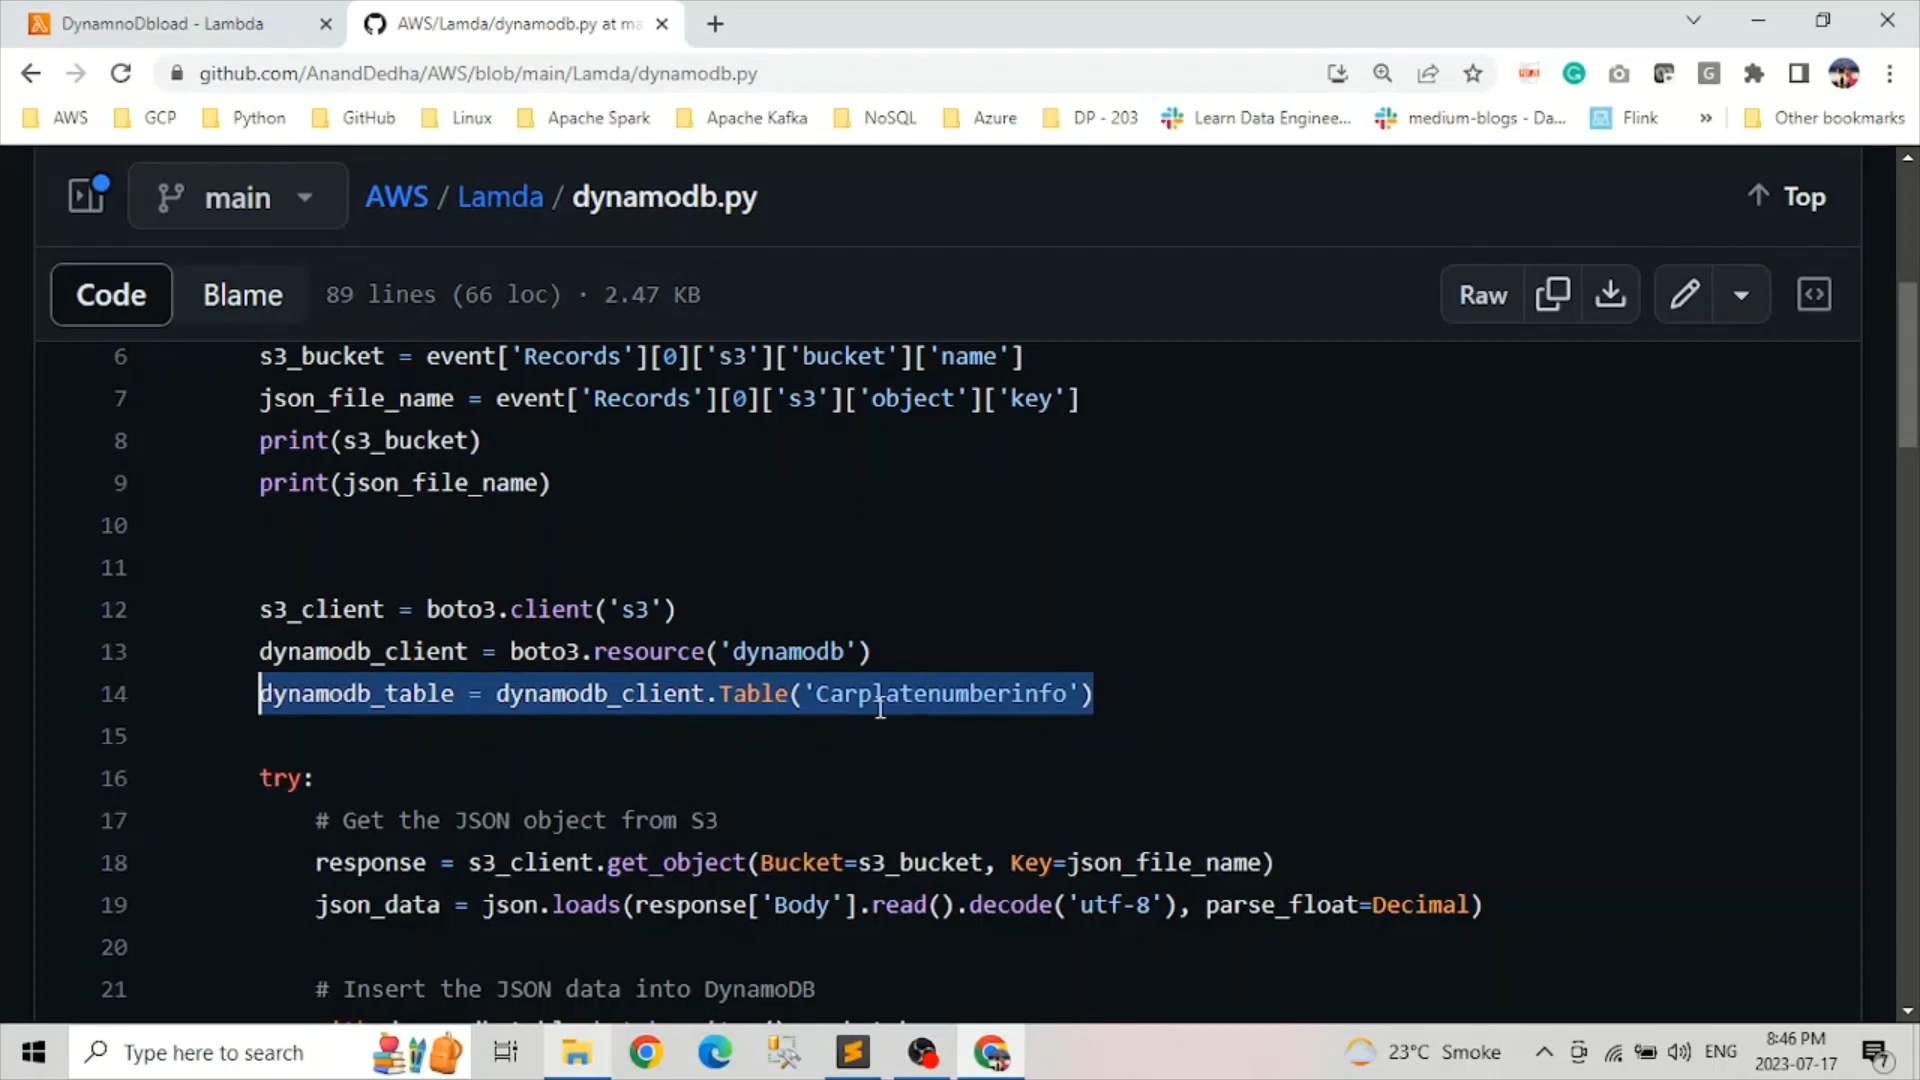 DynamnoDbload - Lambda
AWS/Lamda/dynamodb.py at ma
github.com/AnandDedha/AWS/blob/main/Lamda/dynamodb.py
AWS GCP Python GitHub Linux Apache Spark Apache Kafka NoSQL Azure DP - 203 Learn Data Enginee... medium-blogs - Da... Flink » Other bookmarks
main AWS / Lamda / dynamodb.py Top
Code Blame 89 lines (66 loc) · 2.47 KB Raw
6 s3_bucket = event['Records'][0]['s3']['bucket']['name']
7 json_file_name = event['Records'][0]['s3']['object']['key']
8 print(s3_bucket)
9 print(json_file_name)
10
11
12 s3_client = boto3.client('s3')
13 dynamodb_client = boto3.resource('dynamodb')
14 dynamodb_table = dynamodb_client.Table('Carplatenumberinfo')
15
16 try:
17 # Get the JSON object from S3
18 response = s3_client.get_object(Bucket=s3_bucket, Key=json_file_name)
19 json_data = json.loads(response['Body'].read().decode('utf-8'), parse_float=Decimal)
20
21 # Insert the JSON data into DynamoDB
Type here to search
23°C Smoke
ENG
8:46 PM
2023-07-17
7